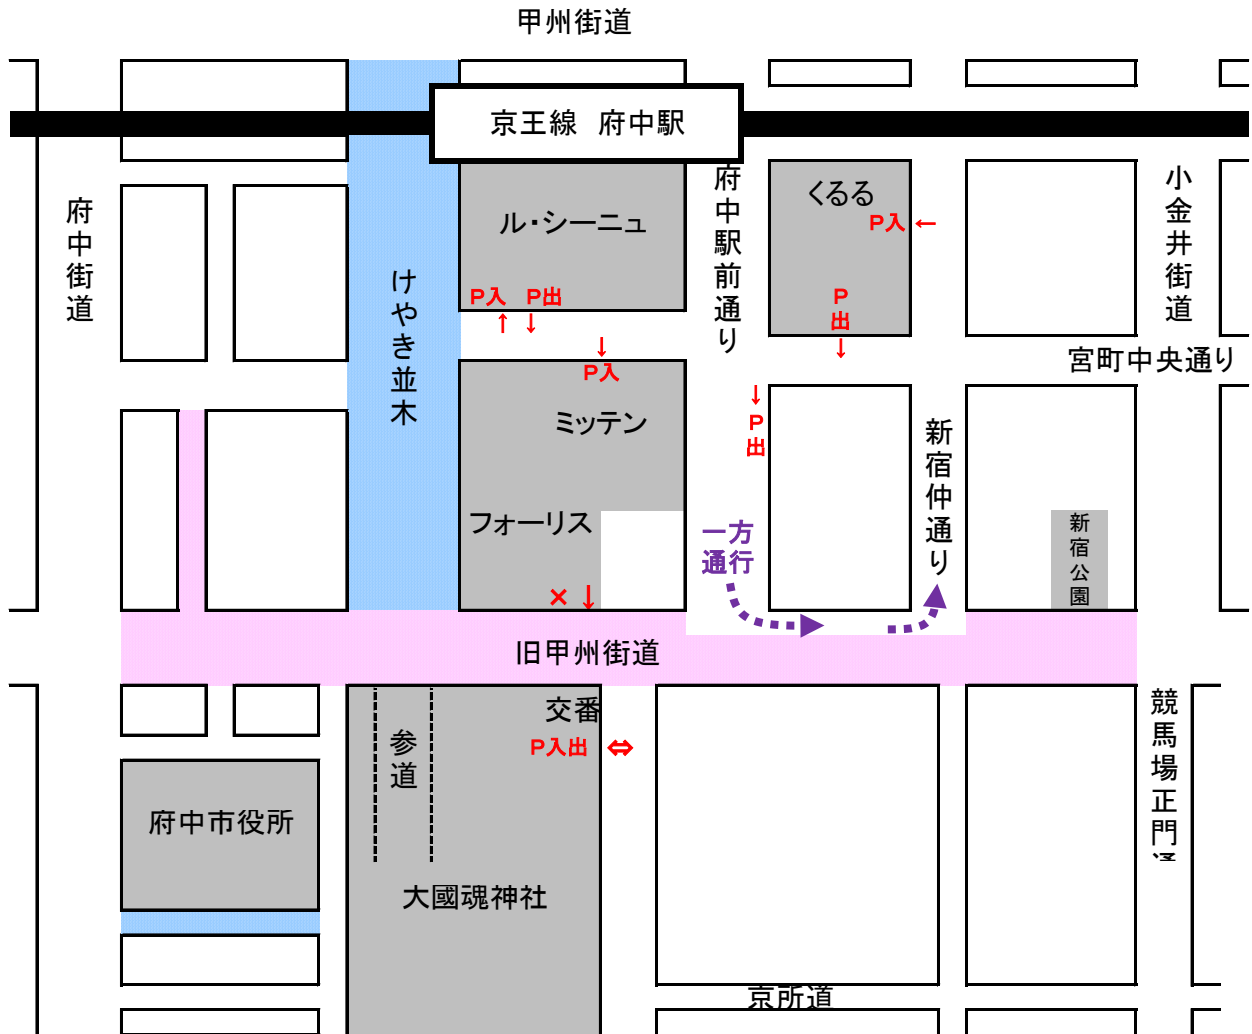 甲州街道
京王線 府中駅
府中街道
けやき並木
ル・シーニュ
P入 P出
↑ ↓
↓
P入
ミッテン
フォーリス
× ↓
府中駅前通り
くるる
P入 ←
P
出
↓
小金井街道
宮町中央通り
↓
P
出
新宿仲通り
一方
通行
新宿公園
旧甲州街道
交番
P入出 ⇔
参道
府中市役所
大國魂神社
競馬場正門通
京所道